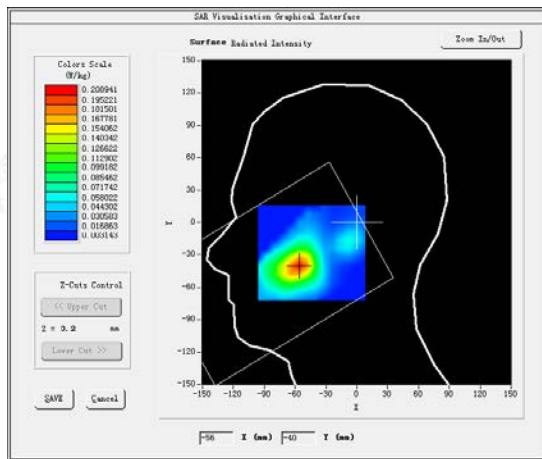 SAR Visualisation Graphical Interface
Surface Radiated Intensity
Zoom In/Out
Colors Scale
(W/kg)
0.208941
0.195221
0.181501
0.167781
0.154062
0.140342
0.126622
0.112902
0.099182
0.085462
0.071742
0.058022
0.044302
0.030583
0.016863
0.003143
Z-Cuts Control
<< Upper Cut
Z = 3.2 mm
Lower Cut >>
SAVE
Cancel
150
120
90
60
30
0
-30
-60
-90
-120
-150
Y
-150 -120 -90 -60 -30 0 30 60 90 120 150
X
-56 X (mm) -40 Y (mm)